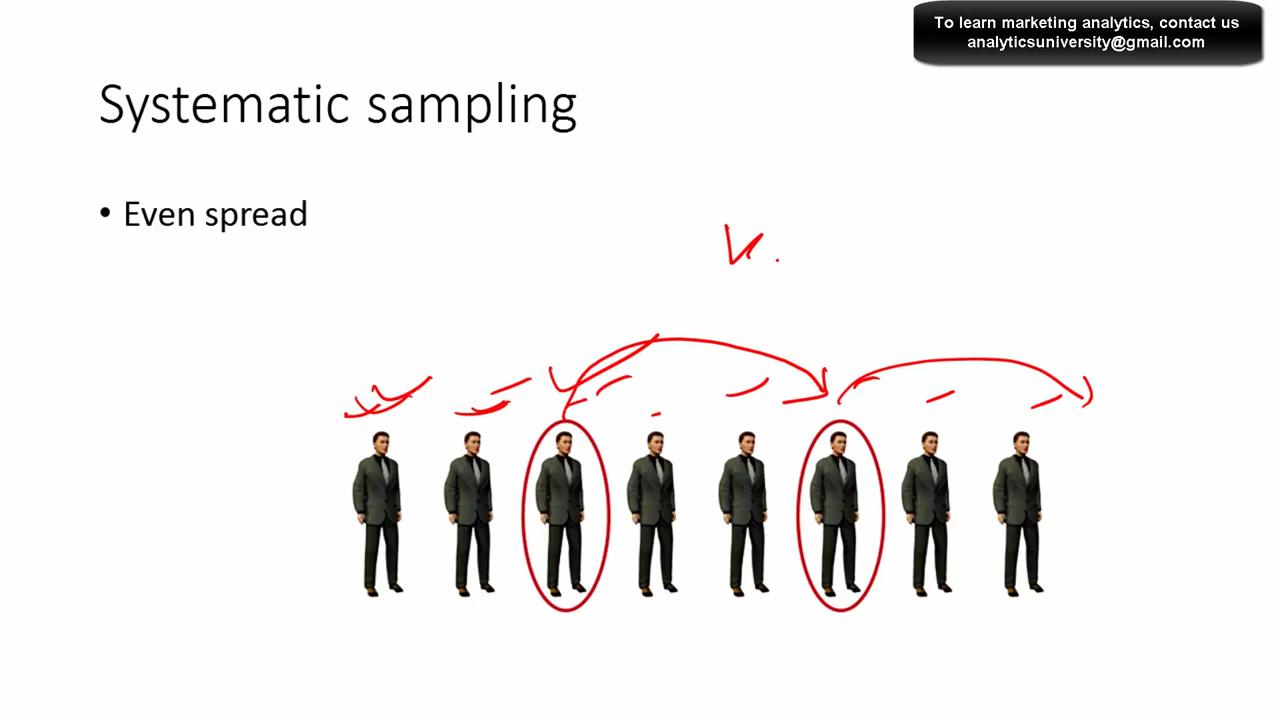 To learn marketing analytics, contact us
analyticsuniversity@gmail.com
Systematic sampling
• Even spread